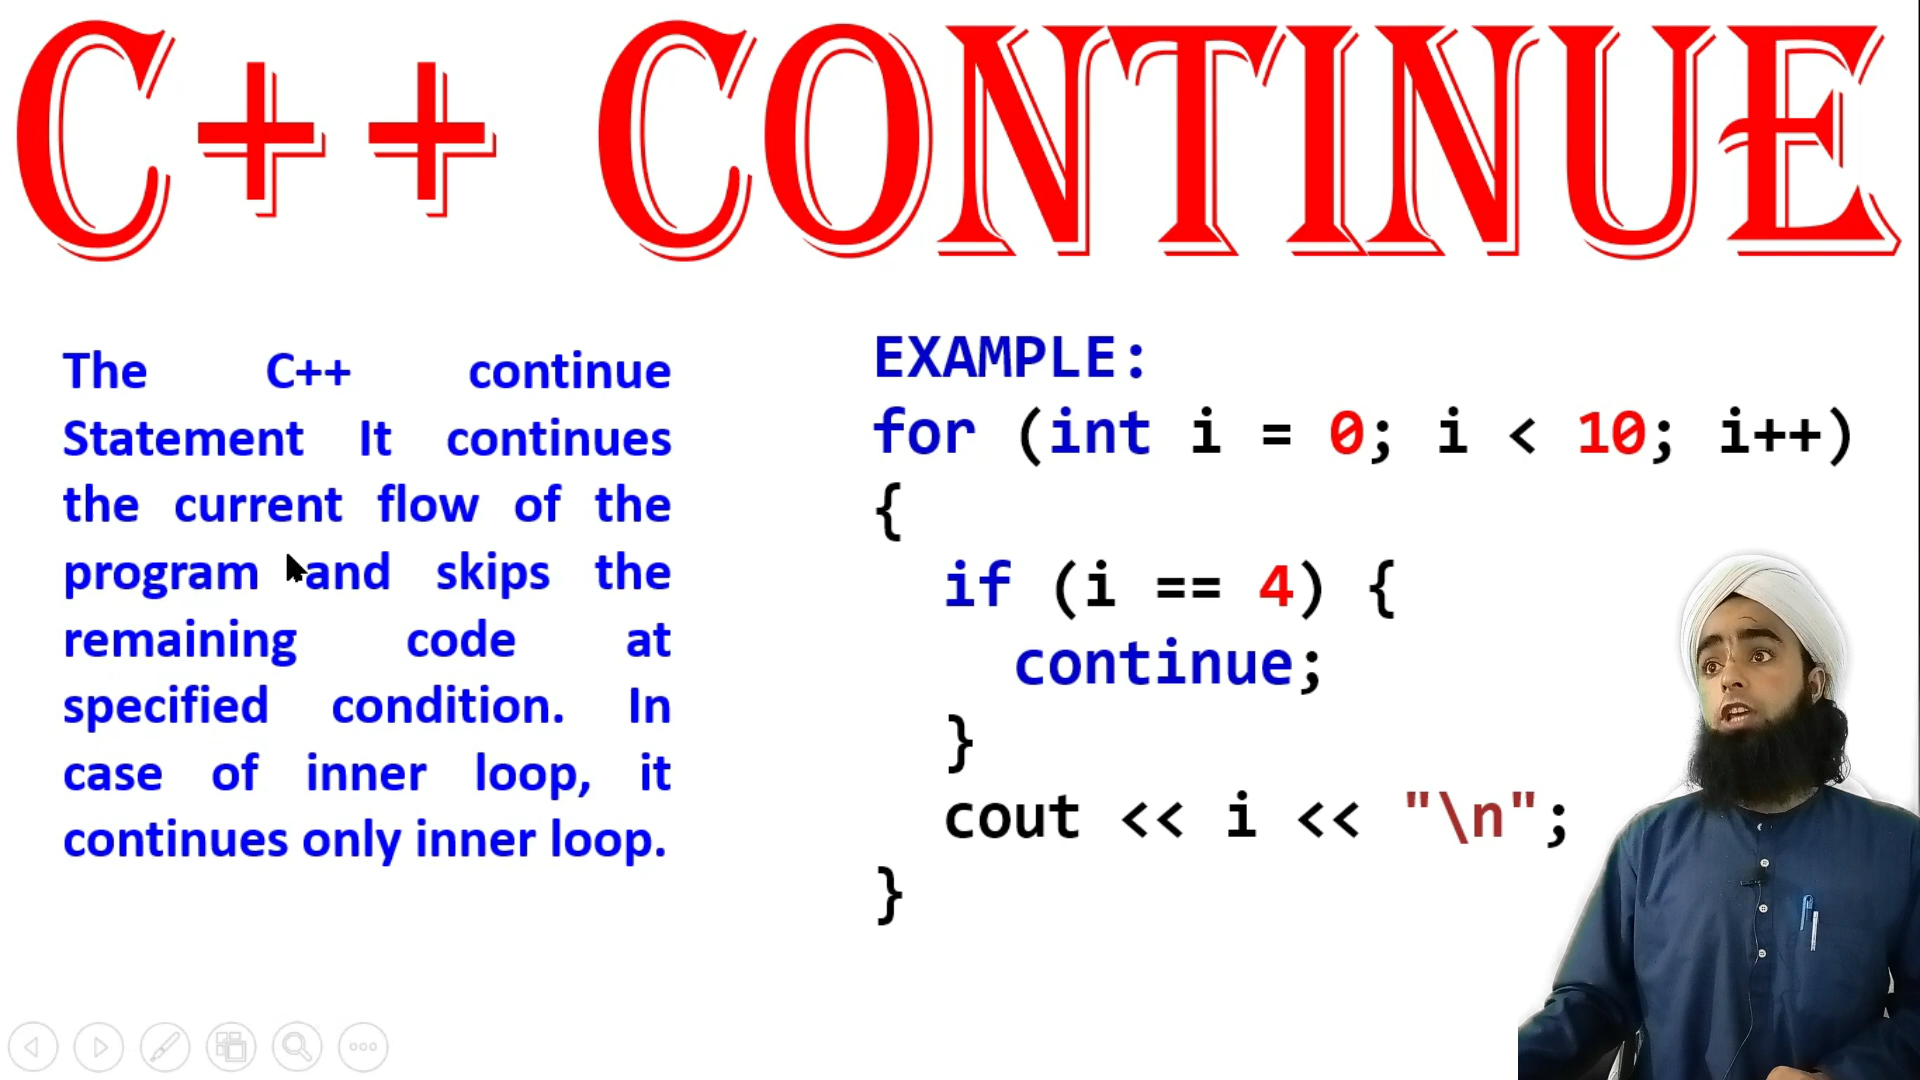 C++ CONTINUE
The C++ continue
Statement It continues
the current flow of the
program and skips the
remaining code at
specified condition. In
case of inner loop, it
continues only inner loop.
EXAMPLE:
for (int i = 0; i < 10; i++)
{
if (i == 4) {
continue;
}
cout << i << "\n";
}